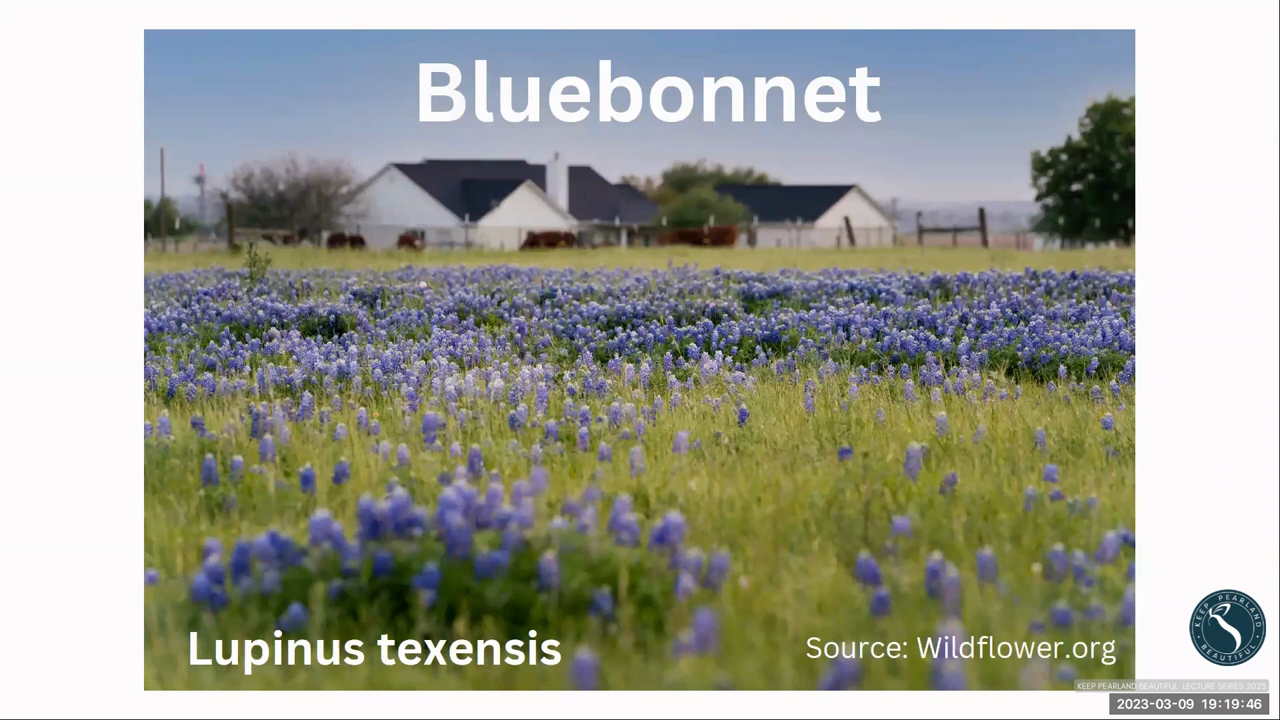 Bluebonnet
Lupinus texensis
Source: Wildflower.org
KEEP PEARLAND BEAUTIFUL
KEEP PEARLAND BEAUTIFUL LECTURE SERIES 2023
2023-03-09 19:19:46